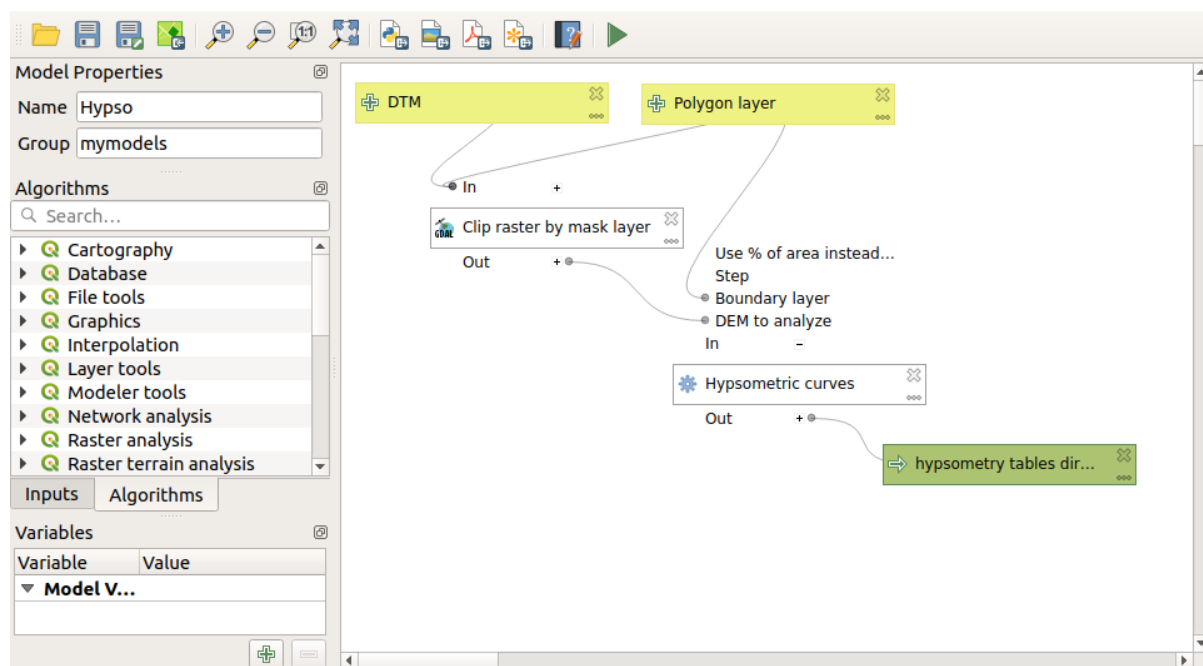 1:1
Model Properties
Name Hypso
Group mymodels
Algorithms
Search...
Cartography
Database
File tools
Graphics
Interpolation
Layer tools
Modeler tools
Network analysis
Raster analysis
Raster terrain analysis
Inputs Algorithms
Variables
Variable Value
Model V...
DTM
Polygon layer
In
GDAL Clip raster by mask layer
Out
Use % of area instead...
Step
Boundary layer
DEM to analyze
In
Hypsometric curves
Out
hypsometry tables dir...